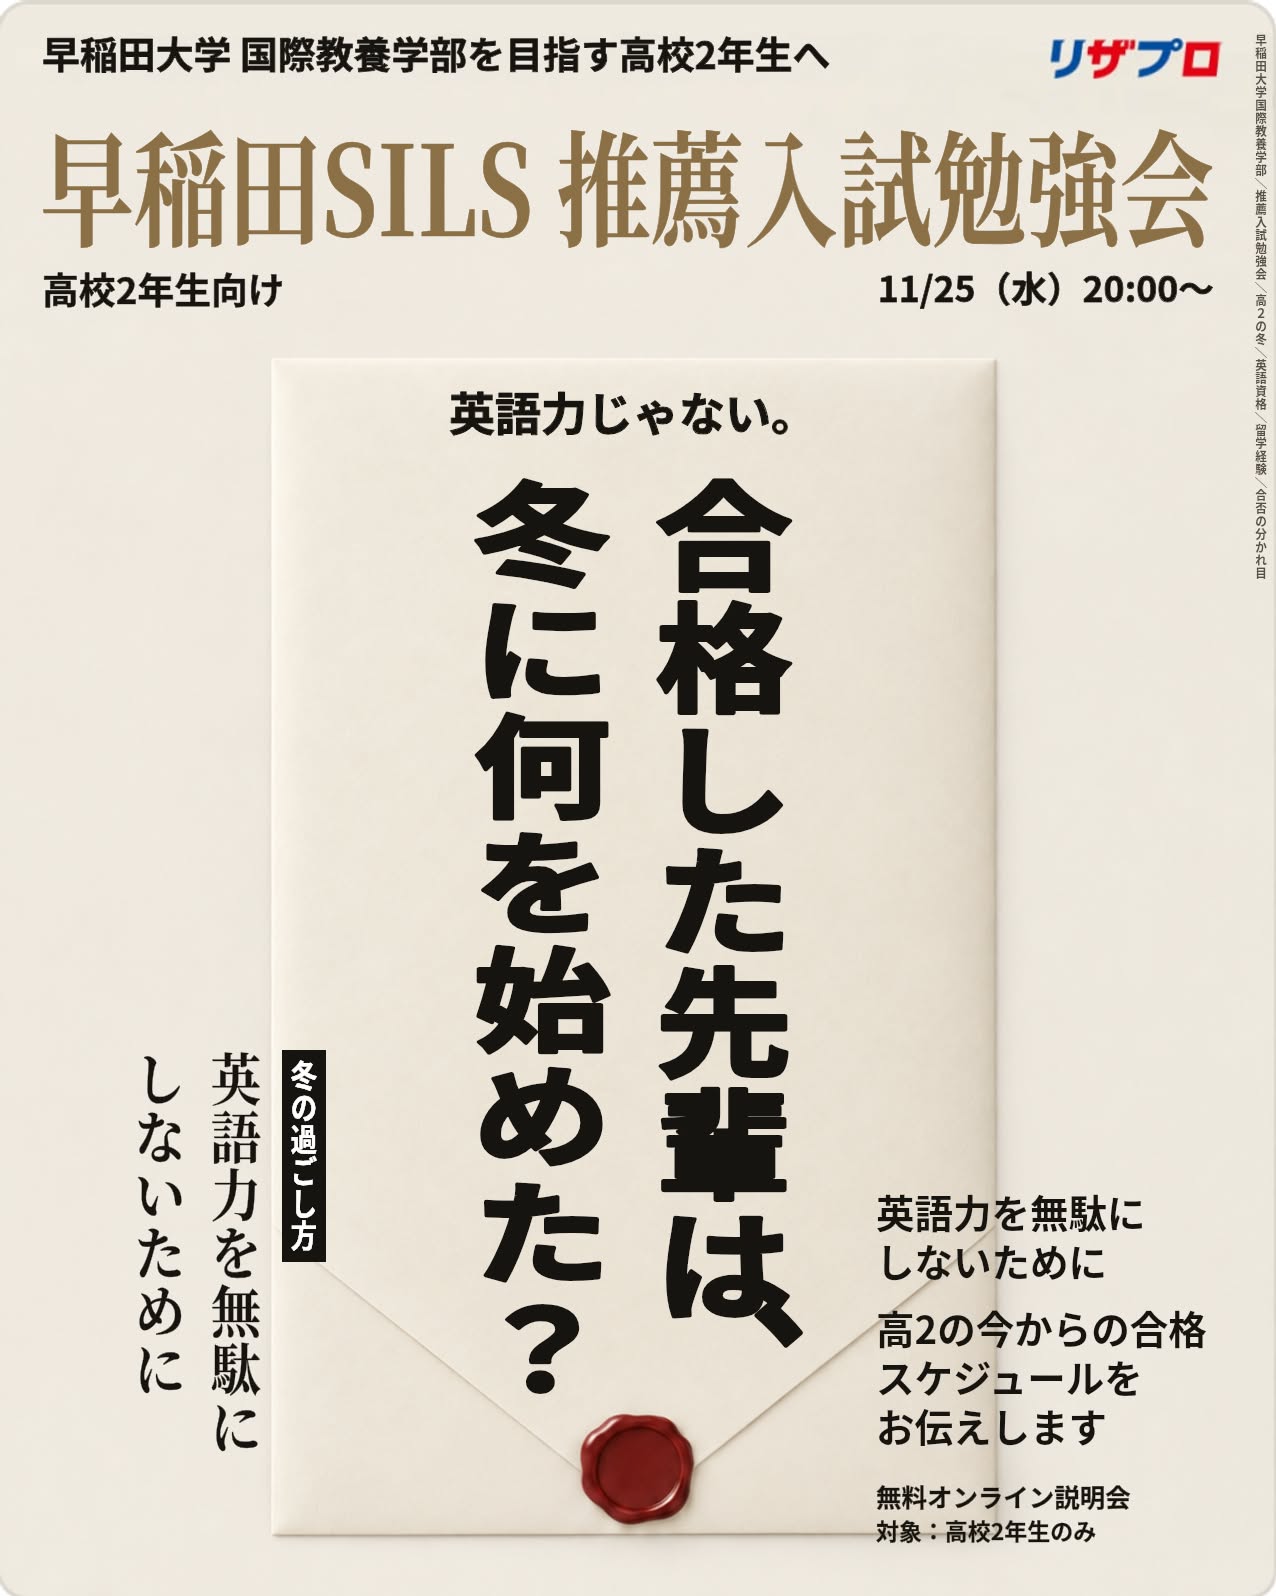 早稲田大学 国際教養学部を目指す高校2年生へ
リザプロ
早稲田SILS 推薦入試勉強会
高校2年生向け
11/25（水）20:00〜
早稲田大学国際教養学部／推薦入試勉強会／高2の冬／英語資格／留学経験／合否の分かれ目
英語力じゃない。
合格した先輩は、
冬に何を始めた？
冬の過ごし方
英語力を無駄に
しないために
英語力を無駄に
しないために
高2の今からの合格
スケジュールを
お伝えします
無料オンライン説明会
対象：高校2年生のみ